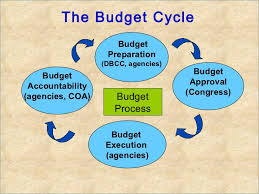 The Budget Cycle
Budget
Preparation
(DBCC, agencies)
Budget
Approval
(Congress)
Budget
Accountability
(agencies, COA)
Budget
Process
Budget
Execution
(agencies)